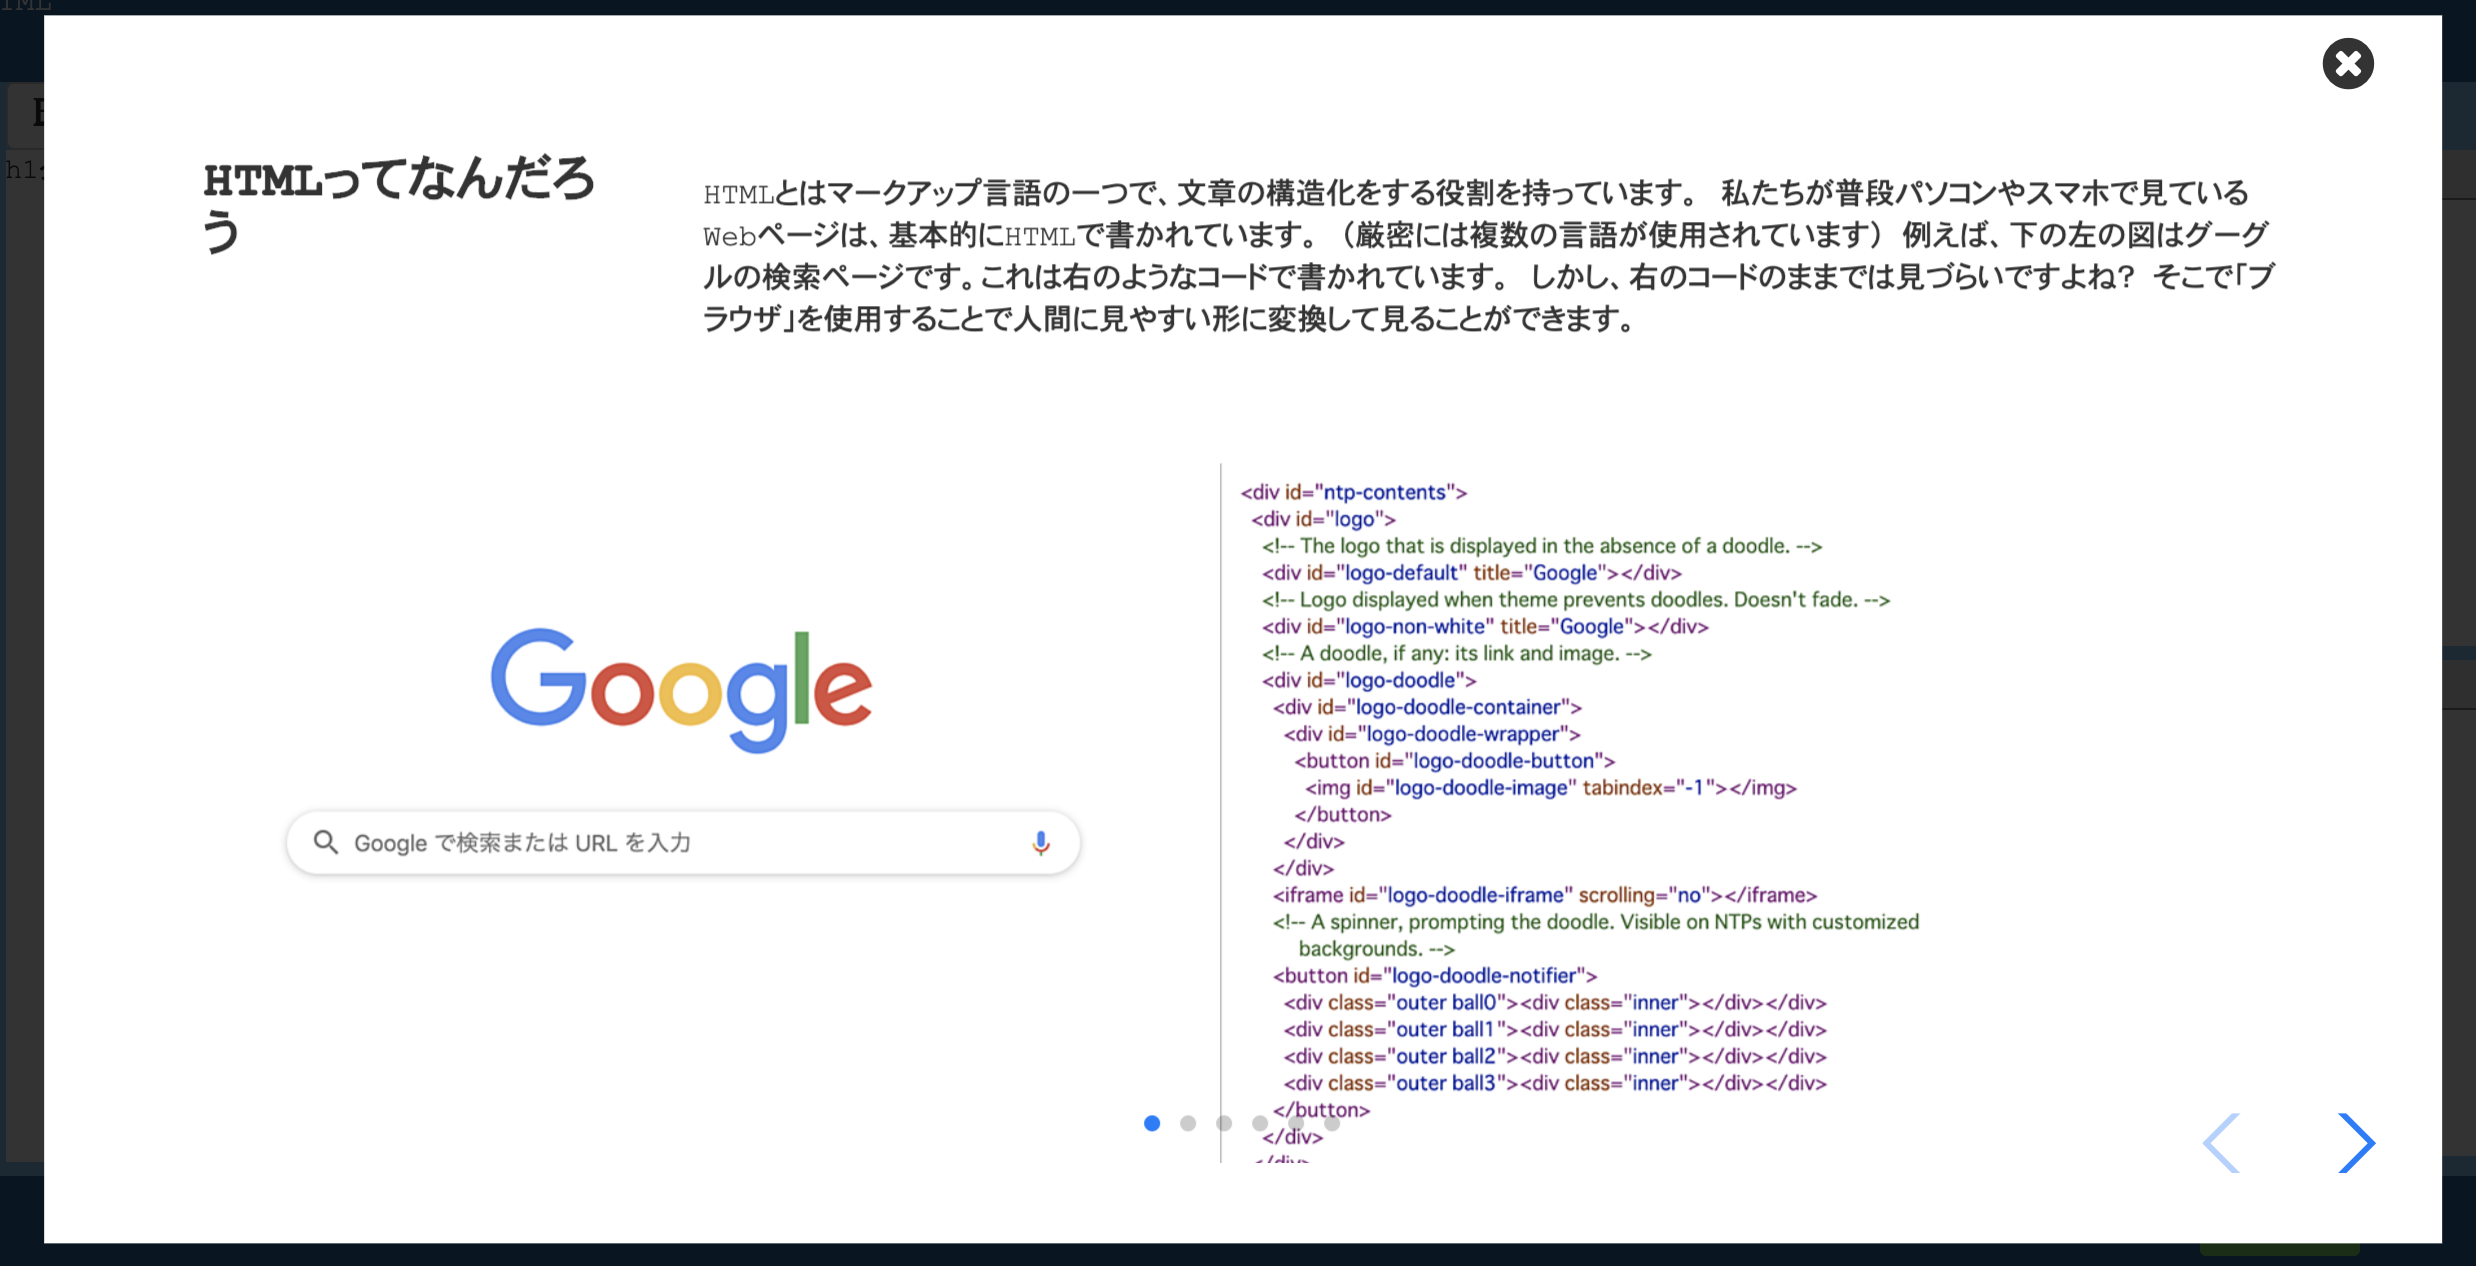 HTMLってなんだろ
う
HTMLとはマークアップ言語の一つで、文章の構造化をする役割を持っています。 私たちが普段パソコンやスマホで見ている
Webページは、基本的にHTMLで書かれています。（厳密には複数の言語が使用されています）例えば、下の左の図はグーグ
ルの検索ページです。これは右のようなコードで書かれています。 しかし、右のコードのままでは見づらいですよね？ そこで「ブ
ラウザ」を使用することで人間に見やすい形に変換して見ることができます。
Google
Google で検索または URL を入力
<div id="ntp-contents">
<div id="logo">
<!-- The logo that is displayed in the absence of a doodle. -->
<div id="logo-default" title="Google"></div>
<!-- Logo displayed when theme prevents doodles. Doesn't fade. -->
<div id="logo-non-white" title="Google"></div>
<!-- A doodle, if any: its link and image. -->
<div id="logo-doodle">
<div id="logo-doodle-container">
<div id="logo-doodle-wrapper">
<button id="logo-doodle-button">
<img id="logo-doodle-image" tabindex="-1"></img>
</button>
</div>
</div>
<iframe id="logo-doodle-iframe" scrolling="no"></iframe>
<!-- A spinner, prompting the doodle. Visible on NTPs with customized
backgrounds. -->
<button id="logo-doodle-notifier">
<div class="outer ball0"><div class="inner"></div></div>
<div class="outer ball1"><div class="inner"></div></div>
<div class="outer ball2"><div class="inner"></div></div>
<div class="outer ball3"><div class="inner"></div></div>
</button>
</div>